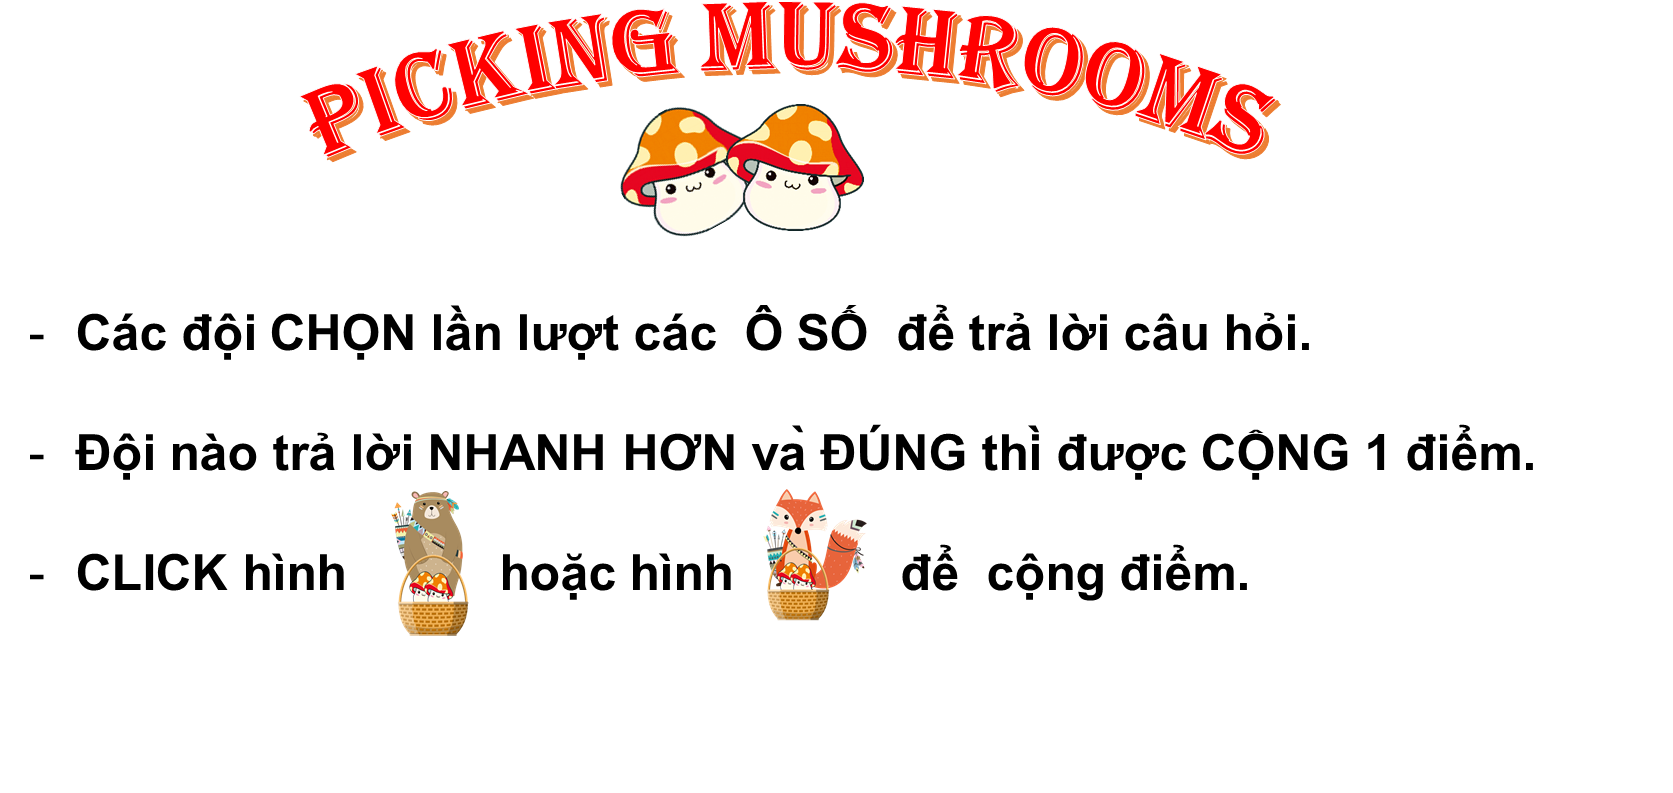 PICKING MUSHROOMS
- Các đội CHỌN lần lượt các Ô SỐ để trả lời câu hỏi.
- Đội nào trả lời NHANH HƠN và ĐÚNG thì được CỘNG 1 điểm.
- CLICK hình hoặc hình để cộng điểm.